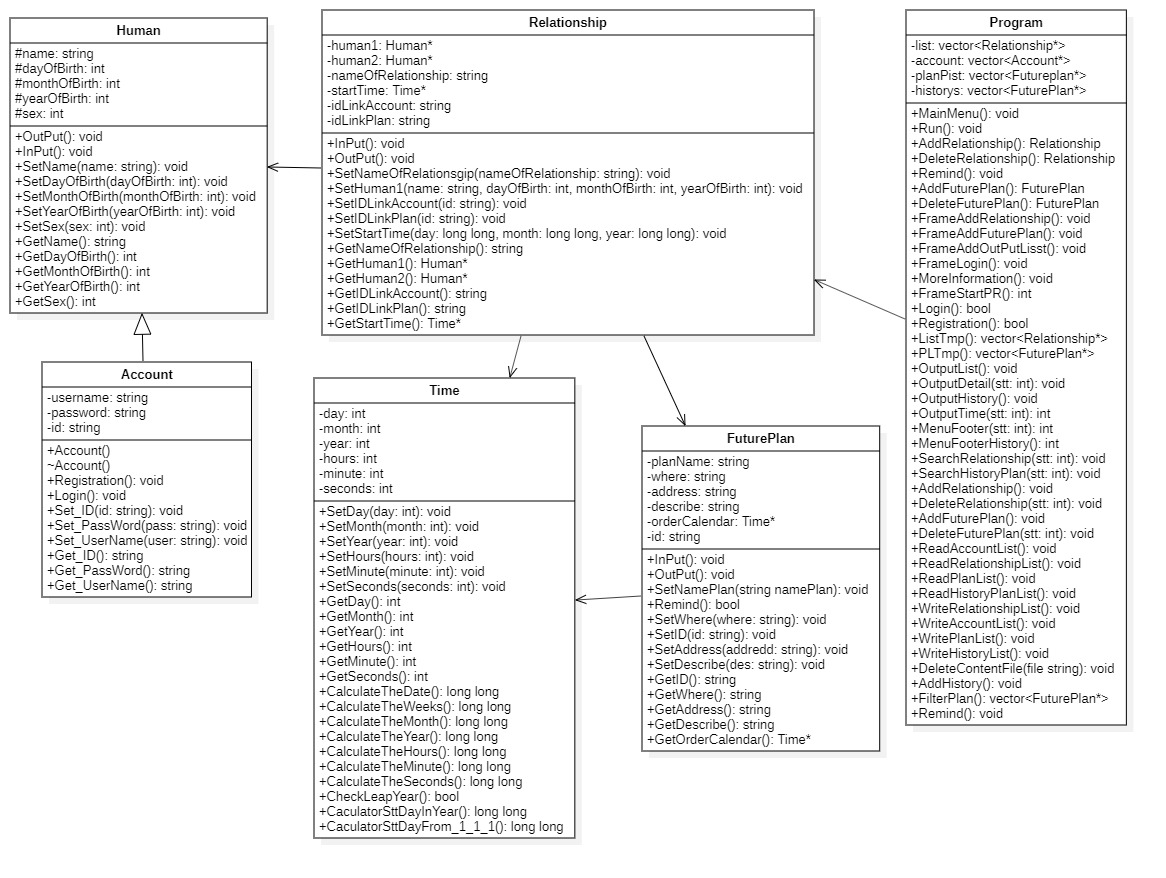 Human
#name: string
#dayOfBirth: int
#monthOfBirth: int
#yearOfBirth: int
#sex: int
+OutPut(): void
+InPut(): void
+SetName(name: string): void
+SetDayOfBirth(dayOfBirth: int): void
+SetMonthOfBirth(monthOfBirth: int): void
+SetYearOfBirth(yearOfBirth: int): void
+SetSex(sex: int): void
+GetName(): string
+GetDayOfBirth(): int
+GetMonthOfBirth(): int
+GetYearOfBirth(): int
+GetSex(): int
Account
-username: string
-password: string
-id: string
+Account()
~Account()
+Registration(): void
+Login(): void
+Set_ID(id: string): void
+Set_PassWord(pass: string): void
+Set_UserName(user: string): void
+Get_ID(): string
+Get_PassWord(): string
+Get_UserName(): string
Relationship
-human1: Human*
-human2: Human*
-nameOfRelationship: string
-startTime: Time*
-idLinkAccount: string
-idLinkPlan: string
+InPut(): void
+OutPut(): void
+SetNameOfRelationsgip(nameOfRelationship: string): void
+SetHuman1(name: string, dayOfBirth: int, monthOfBirth: int, yearOfBirth: int): void
+SetIDLinkAccount(id: string): void
+SetIDLinkPlan(id: string): void
+SetStartTime(day: long long, month: long long, year: long long): void
+GetNameOfRelationship(): string
+GetHuman1(): Human*
+GetHuman2(): Human*
+GetIDLinkAccount(): string
+GetIDLinkPlan(): string
+GetStartTime(): Time*
Time
-day: int
-month: int
-year: int
-hours: int
-minute: int
-seconds: int
+SetDay(day: int): void
+SetMonth(month: int): void
+SetYear(year: int): void
+SetHours(hours: int): void
+SetMinute(minute: int): void
+SetSeconds(seconds: int): void
+GetDay(): int
+GetMonth(): int
+GetYear(): int
+GetHours(): int
+GetMinute(): int
+GetSeconds(): int
+CalculateTheDate(): long long
+CalculateTheWeeks(): long long
+CalculateTheMonth(): long long
+CalculateTheYear(): long long
+CalculateTheHours(): long long
+CalculateTheMinute(): long long
+CalculateTheSeconds(): long long
+CheckLeapYear(): bool
+CaculatorSttDayInYear(): long long
+CaculatorSttDayFrom_1_1_1(): long long
FuturePlan
-planName: string
-where: string
-address: string
-describe: string
-orderCalendar: Time*
-id: string
+InPut(): void
+OutPut(): void
+SetNamePlan(string namePlan): void
+Remind(): bool
+SetWhere(where: string): void
+SetID(id: string): void
+SetAddress(addredd: string): void
+SetDescribe(des: string): void
+GetID(): string
+GetWhere(): string
+GetAddress(): string
+GetDescribe(): string
+GetOrderCalendar(): Time*
Program
-list: vector<Relationship*>
-account: vector<Account*>
-planPist: vector<Futureplan*>
-historys: vector<FuturePlan*>
+MainMenu(): void
+Run(): void
+AddRelationship(): Relationship
+DeleteRelationship(): Relationship
+Remind(): void
+AddFuturePlan(): FuturePlan
+DeleteFuturePlan(): FuturePlan
+FrameAddRelationship(): void
+FrameAddFuturePlan(): void
+FrameAddOutPutLisst(): void
+FrameLogin(): void
+MoreInformation(): void
+FrameStartPR(): int
+Login(): bool
+Registration(): bool
+ListTmp(): vector<Relationship*>
+PLTmp(): vector<FuturePlan*>
+OutputList(): void
+OutputDetail(stt: int): void
+OutputHistory(): void
+OutputTime(stt: int): int
+MenuFooter(stt: int): int
+MenuFooterHistory(): int
+SearchRelationship(stt: int): void
+SearchHistoryPlan(stt: int): void
+AddRelationship(): void
+DeleteRelationship(stt: int): void
+AddFuturePlan(): void
+DeleteFuturePlan(stt: int): void
+ReadAccountList(): void
+ReadRelationshipList(): void
+ReadPlanList(): void
+ReadHistoryPlanList(): void
+WriteRelationshipList(): void
+WriteAccountList(): void
+WritePlanList(): void
+WriteHistoryList(): void
+DeleteContentFile(file string): void
+AddHistory(): void
+FilterPlan(): vector<FuturePlan*>
+Remind(): void